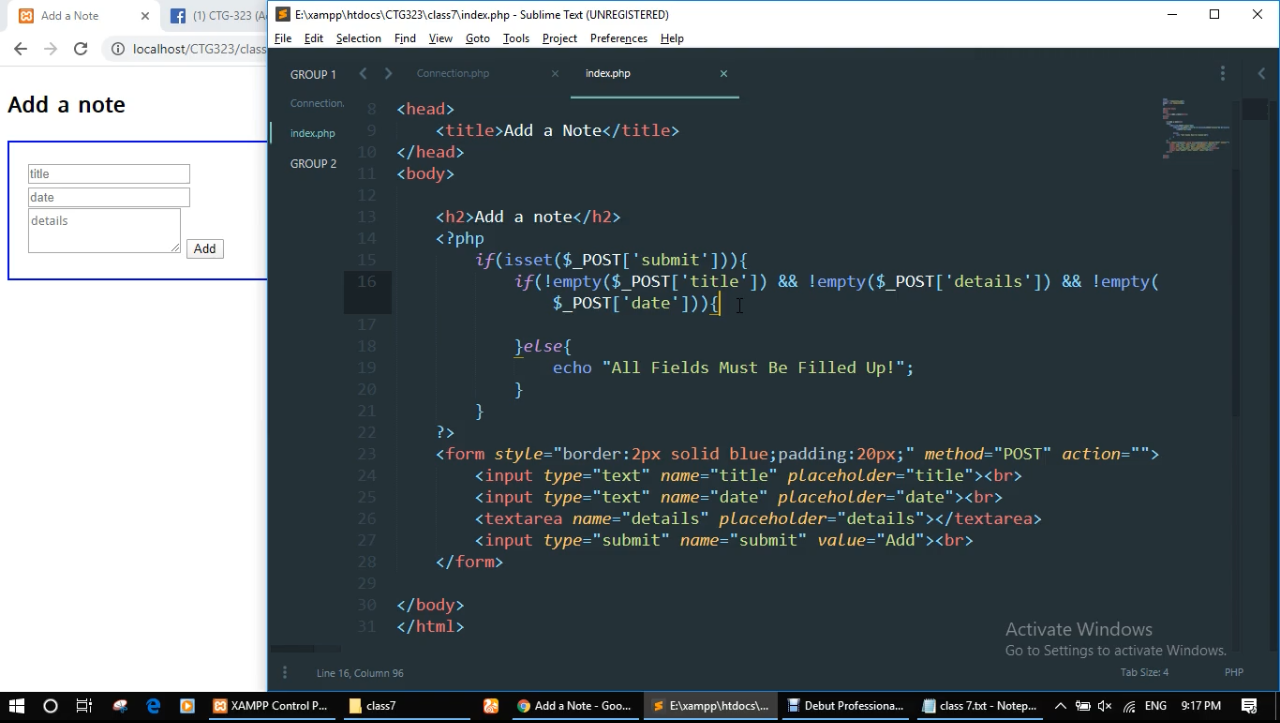 Add a Note
(1) CTG-323 (A
E:\xampp\htdocs\CTG323\class7\index.php - Sublime Text (UNREGISTERED)
localhost/CTG323/class
File Edit Selection Find View Goto Tools Project Preferences Help
GROUP 1
Connection.php
index.php
Connection.
index.php
GROUP 2
Add a note
title
date
details
Add
8 <head>
9 <title>Add a Note</title>
10 </head>
11 <body>
12
13 <h2>Add a note</h2>
14 <?php
15 if(isset($_POST['submit'])){
16 if(!empty($_POST['title']) && !empty($_POST['details']) && !empty(
$_POST['date'])){
17
18 }else{
19 echo "All Fields Must Be Filled Up!";
20 }
21 }
22 ?>
23 <form style="border:2px solid blue;padding:20px;" method="POST" action="">
24 <input type="text" name="title" placeholder="title"><br>
25 <input type="text" name="date" placeholder="date"><br>
26 <textarea name="details" placeholder="details"></textarea>
27 <input type="submit" name="submit" value="Add"><br>
28 </form>
29
30 </body>
31 </html>
Activate Windows
Go to Settings to activate Windows.
Line 16, Column 96
Tab Size: 4
PHP
XAMPP Control P...
class7
Add a Note - Goo...
E:\xampp\htdocs\...
Debut Professiona...
class 7.txt - Notep...
ENG
9:17 PM